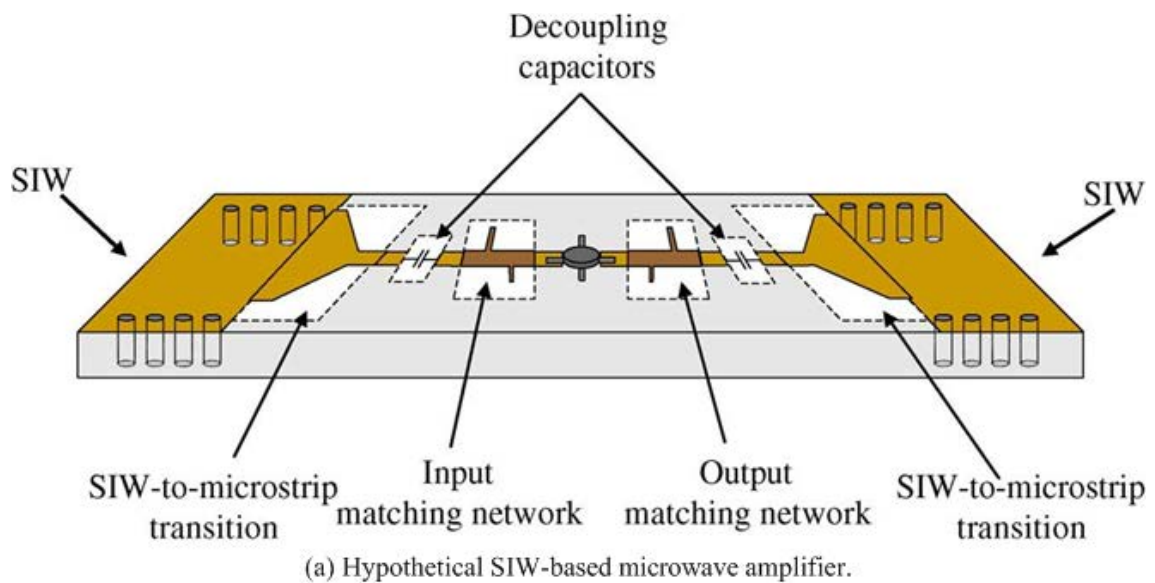 Decoupling
capacitors
SIW
SIW
SIW-to-microstrip
transition
Input
matching network
Output
matching network
SIW-to-microstrip
transition
(a) Hypothetical SIW-based microwave amplifier.